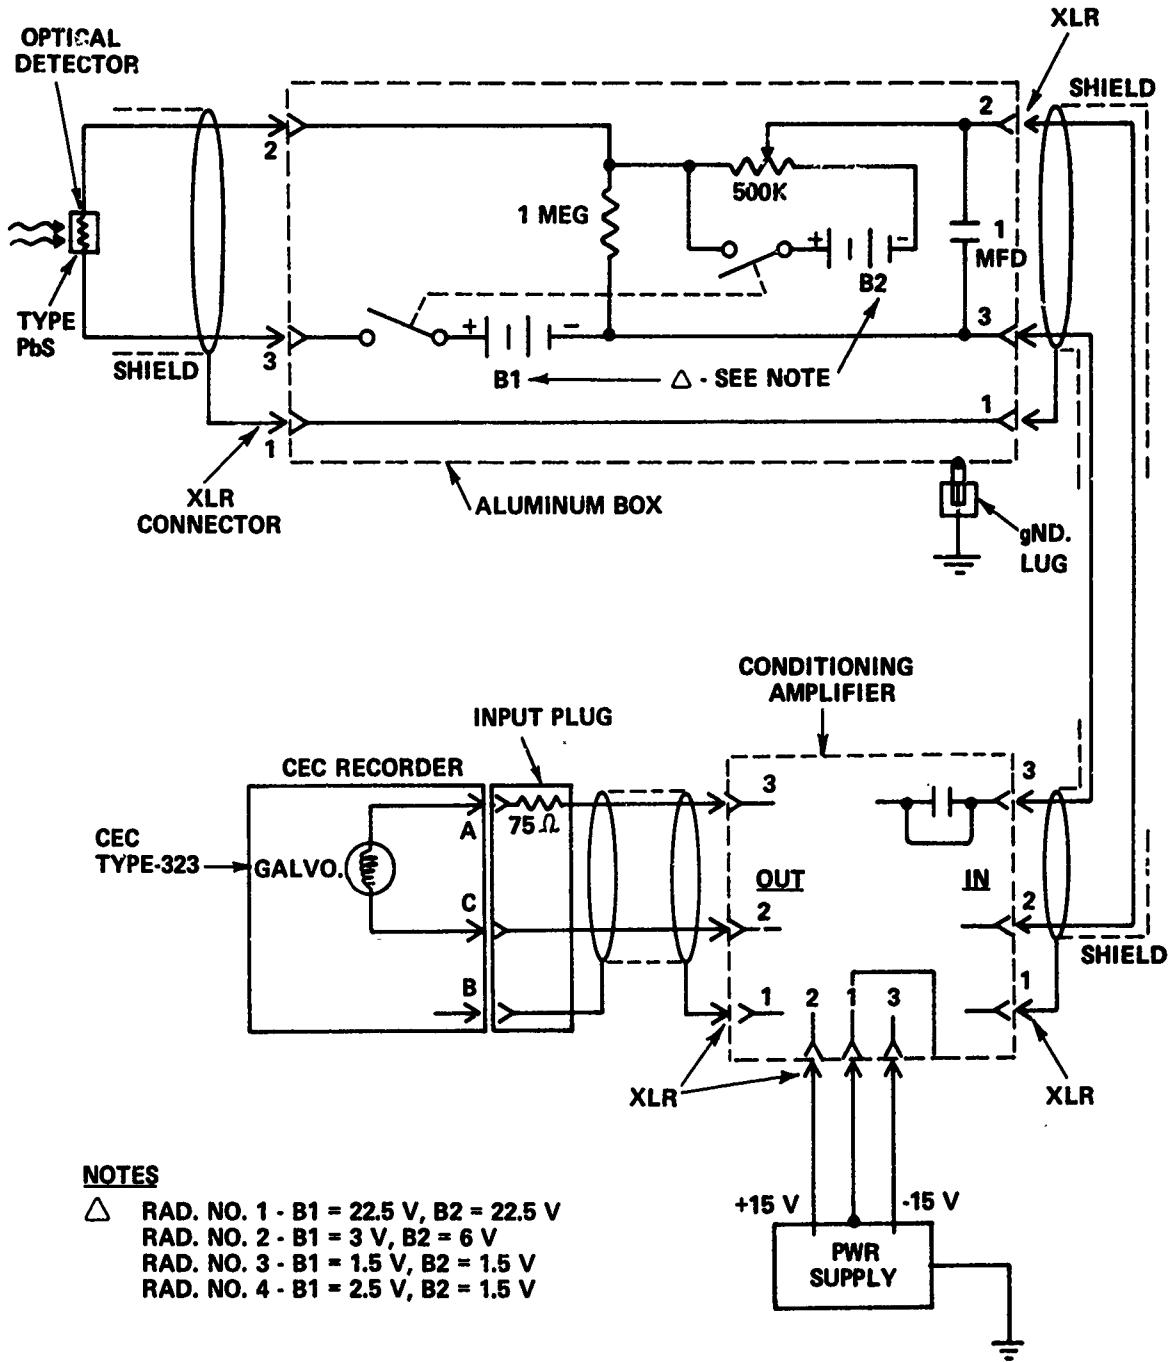 XLR
OPTICAL
DETECTOR
SHIELD
2
2
500K
1 MEG
1
MFD
+
-
B2
TYPE
PbS
3
+
-
3
SHIELD
B1
△ - SEE NOTE
1
1
XLR
CONNECTOR
ALUMINUM BOX
gND.
LUG
CONDITIONING
AMPLIFIER
INPUT PLUG
CEC RECORDER
3
3
A
75 Ω
CEC
TYPE-323
GALVO.
OUT
IN
C
2
2
SHIELD
B
1
2
1
3
1
XLR
XLR
+15 V
-15 V
PWR
SUPPLY
NOTES
△ RAD. NO. 1 - B1 = 22.5 V, B2 = 22.5 V
RAD. NO. 2 - B1 = 3 V, B2 = 6 V
RAD. NO. 3 - B1 = 1.5 V, B2 = 1.5 V
RAD. NO. 4 - B1 = 2.5 V, B2 = 1.5 V